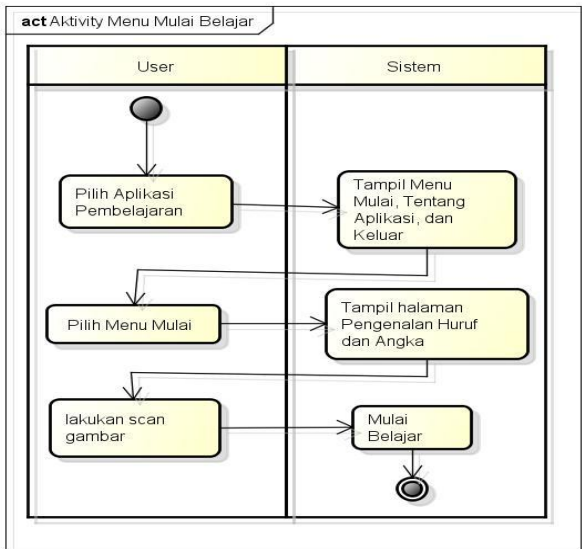 act Aktivity Menu Mulai Belajar
User
Sistem
Pilih Aplikasi
Pembelajaran
Tampil Menu
Mulai, Tentang
Aplikasi, dan
Keluar
Pilih Menu Mulai
Tampil halaman
Pengenalan Huruf
dan Angka
lakukan scan
gambar
Mulai
Belajar